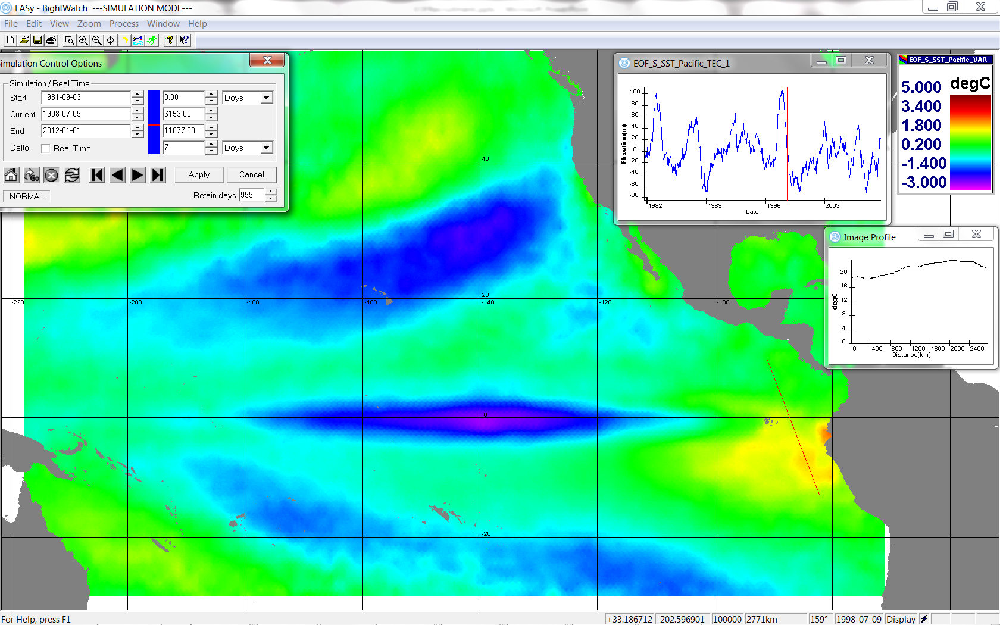 EASy - BightWatch  ---SIMULATION MODE---
File Edit View Zoom Process Window Help
Simulation Control Options
Simulation / Real Time
Start 1981-09-03 0.00 Days
Current 1998-07-09 6153.00
End 2012-01-01 11077.00
Delta Real Time 7 Days
Go
Apply Cancel
NORMAL Retain days 999
EOF_S_SST_Pacific_TEC_1
Elevation(m)
100
80
60
40
20
0
-20
-40
-60
-80
1982 1989 1996 2003
Date
EOF_S_SST_Pacific_VAR
degC
5.000
3.400
1.800
0.200
-1.400
-3.000
Image Profile
degC
20
16
12
8
4
0
0 400 800 1200 1600 2000 2400
Distance(km)
40
20
-220 -200 -180 -160 -140 -120 -100
-0
-20
For Help, press F1
+33.186712 -202.596901 100000 2771km 159° 1998-07-09 Display